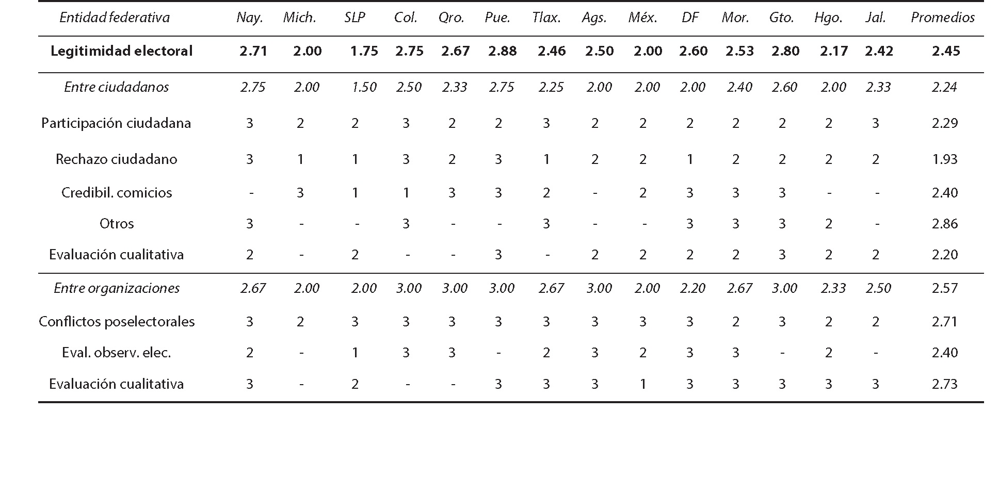 Entidad federativa Nay. Mich. SLP Col. Qro. Pue. Tlax. Ags. Méx. DF Mor. Gto. Hgo. Jal. Promedios
Legitimidad electoral 2.71 2.00 1.75 2.75 2.67 2.88 2.46 2.50 2.00 2.60 2.53 2.80 2.17 2.42 2.45
Entre ciudadanos 2.75 2.00 1.50 2.50 2.33 2.75 2.25 2.00 2.00 2.00 2.40 2.60 2.00 2.33 2.24
Participación ciudadana 3 2 2 3 2 2 3 2 2 2 2 2 2 3 2.29
Rechazo ciudadano 3 1 1 3 2 3 1 2 2 1 2 2 2 2 1.93
Credibil. comicios - 3 1 1 3 3 2 - 2 3 3 3 - - 2.40
Otros 3 - - 3 - - 3 - - 3 3 3 2 - 2.86
Evaluación cualitativa 2 - 2 - - 3 - 2 2 2 2 3 2 2 2.20
Entre organizaciones 2.67 2.00 2.00 3.00 3.00 3.00 2.67 3.00 2.00 2.20 2.67 3.00 2.33 2.50 2.57
Conflictos poselectorales 3 2 3 3 3 3 3 3 3 3 2 3 2 2 2.71
Eval. observ. elec. 2 - 1 3 3 - 2 3 2 3 3 - 2 - 2.40
Evaluación cualitativa 3 - 2 - - 3 3 3 1 3 3 3 3 3 2.73